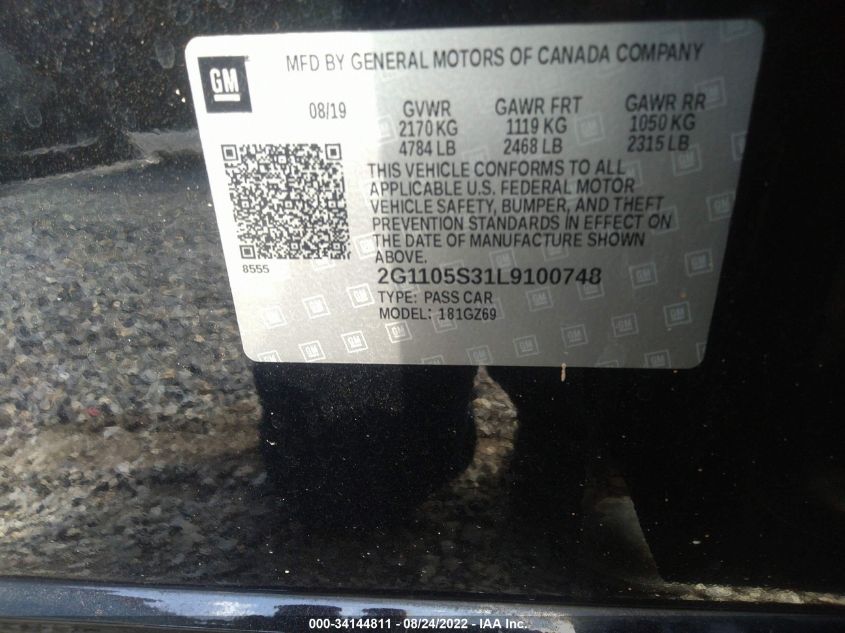 GM
MFD BY GENERAL MOTORS OF CANADA COMPANY
08/19 GVWR GAWR FRT GAWR RR
2170 KG 1119 KG 1050 KG
4784 LB 2468 LB 2315 LB
THIS VEHICLE CONFORMS TO ALL
APPLICABLE U.S. FEDERAL MOTOR
VEHICLE SAFETY, BUMPER, AND THEFT
PREVENTION STANDARDS IN EFFECT ON
THE DATE OF MANUFACTURE SHOWN
ABOVE.
8555
2G1105S31L9100748
TYPE: PASS CAR
MODEL: 181GZ69
000-34144811 - 08/24/2022 - IAA Inc.